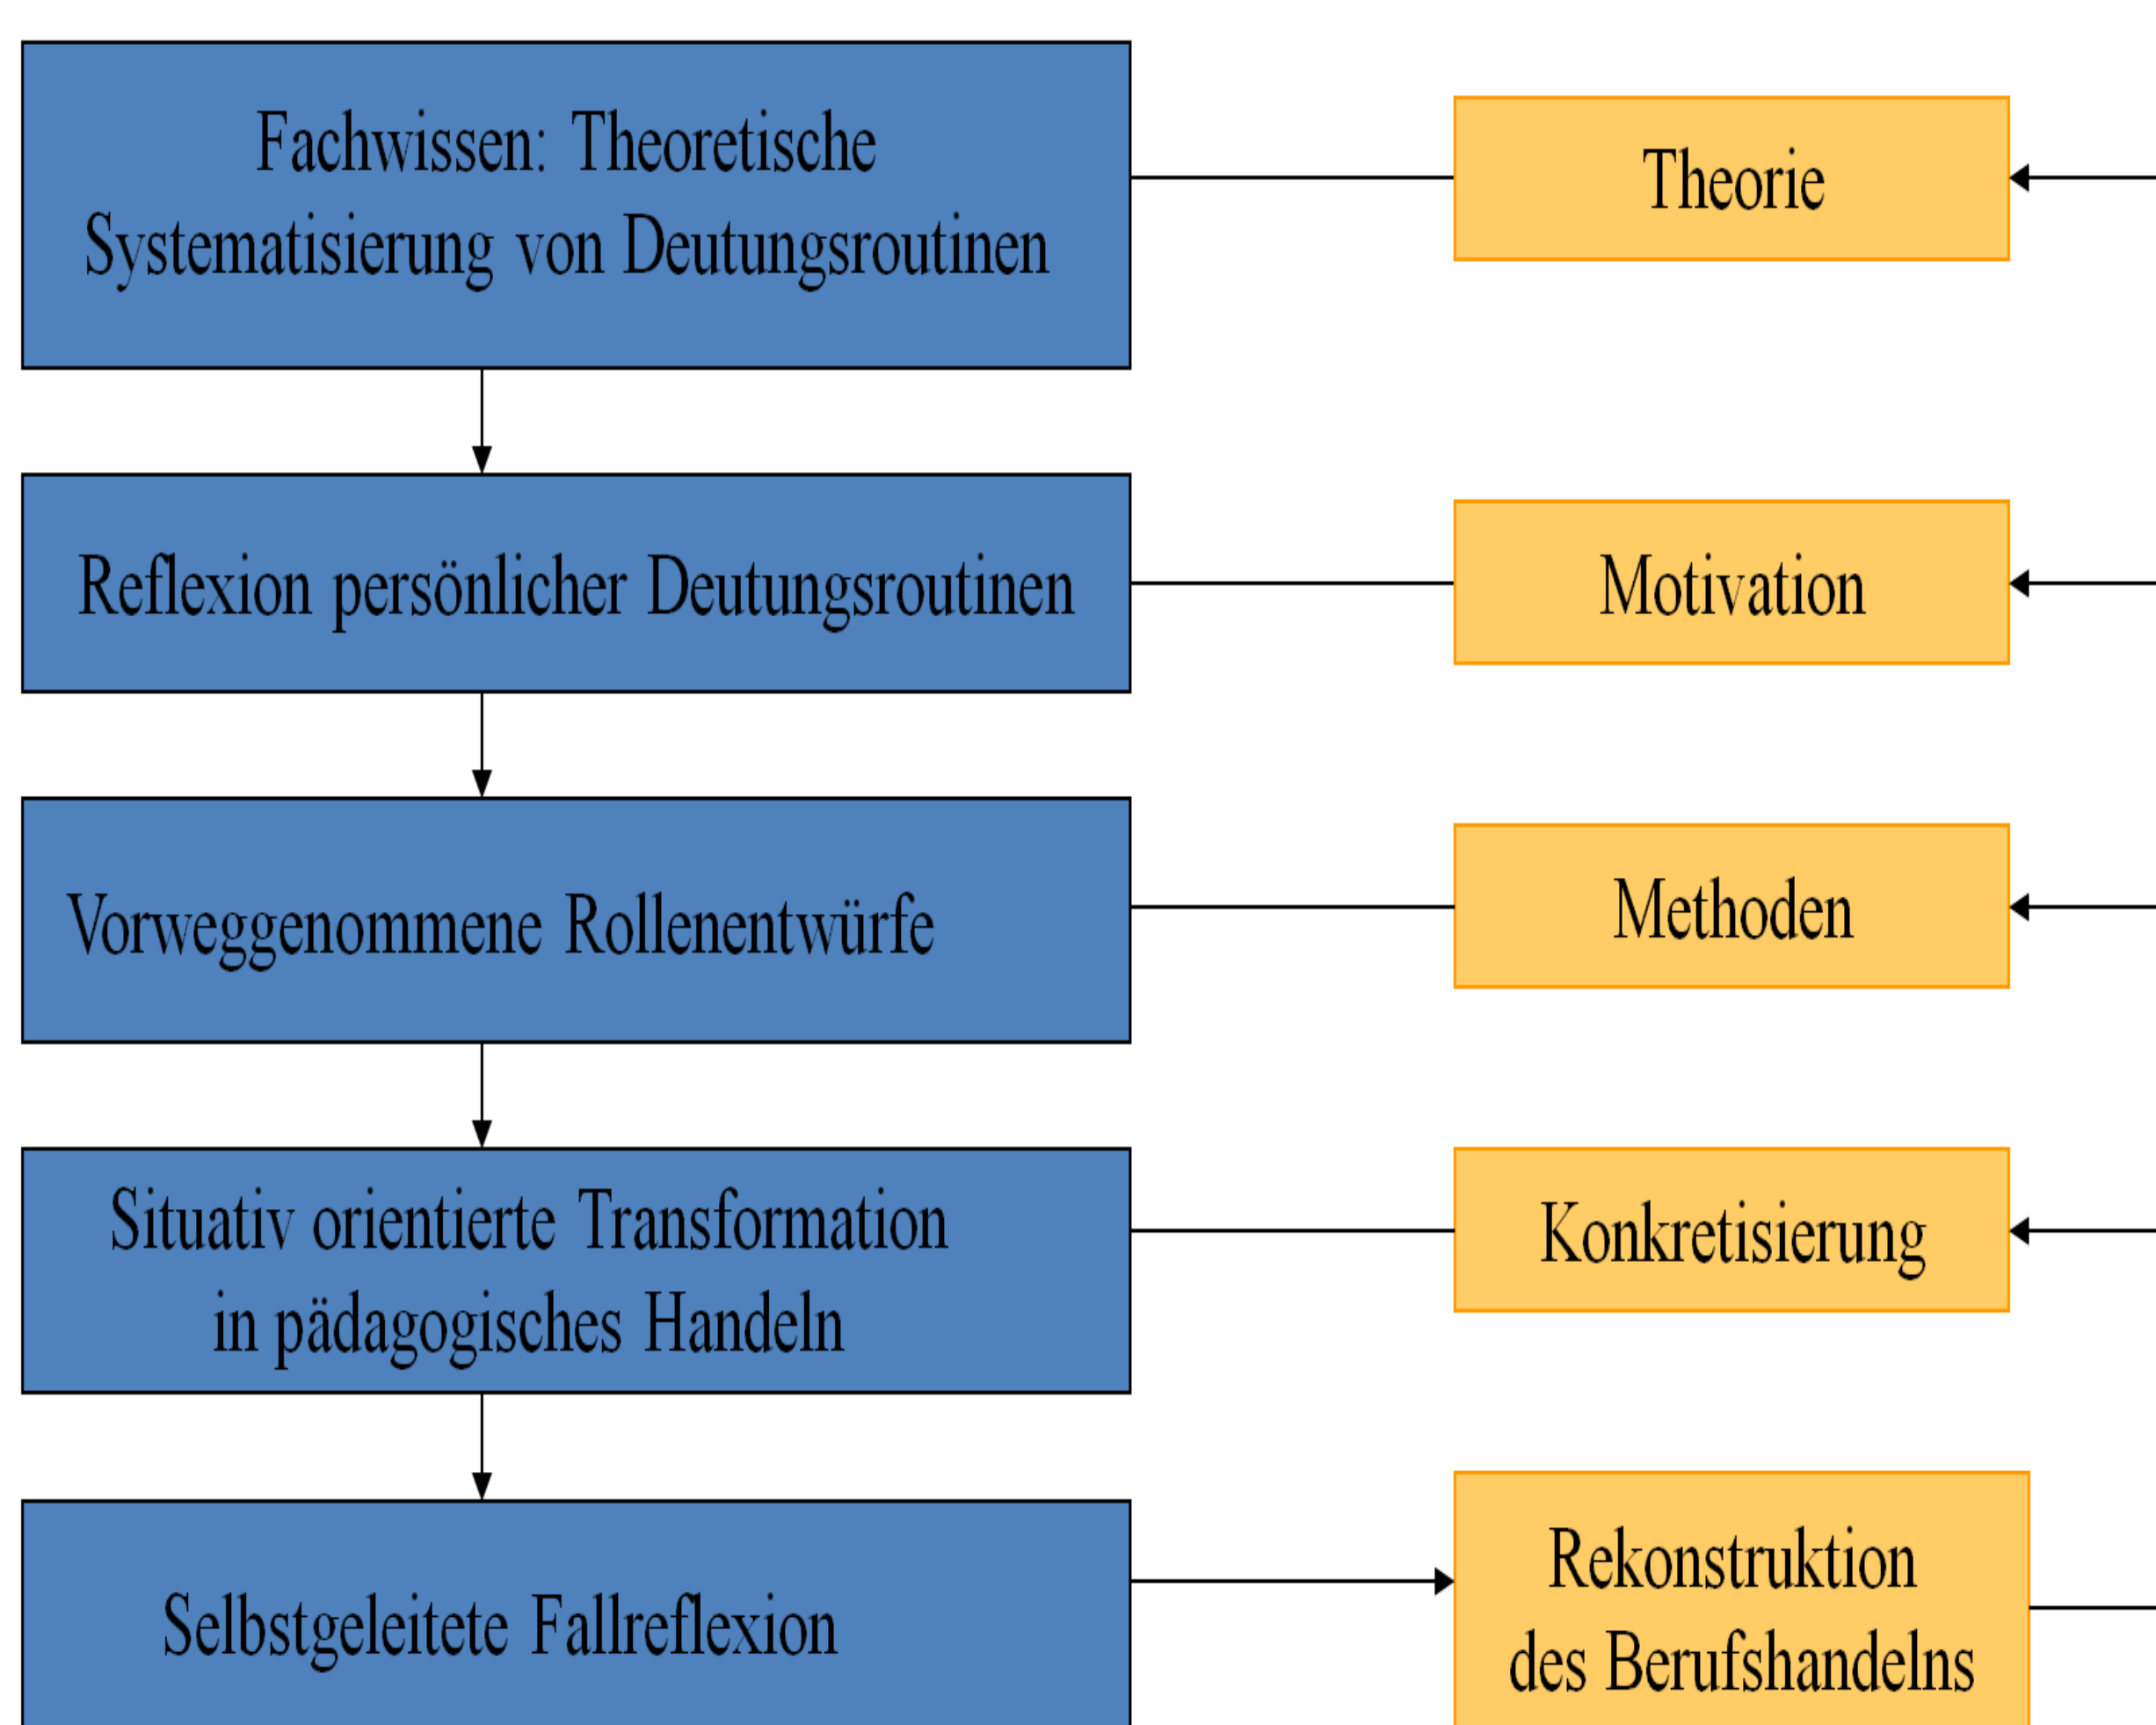 Fachwissen: Theoretische
Systematisierung von Deutungsroutinen
Theorie
Reflexion persönlicher Deutungsroutinen
Motivation
Vorweggenommene Rollenentwürfe
Methoden
Situativ orientierte Transformation
in pädagogisches Handeln
Konkretisierung
Selbstgeleitete Fallreflexion
Rekonstruktion
des Berufshandelns